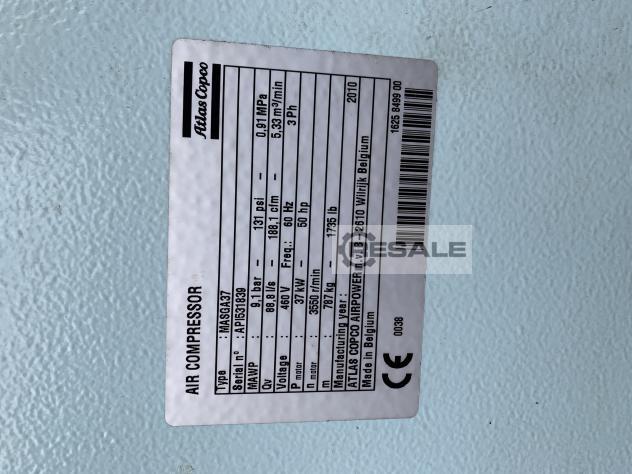 Atlas Copco
AIR COMPRESSOR
Type : MASGA37
Serial n° : API531839
MAWP : 9,1 bar – 131 psi – 0,91 MPa
Qv : 88,8 l/s – 188,1 cfm – 5,33 m³/min
Voltage : 460 V Freq.: 60 Hz 3 Ph
P motor : 37 kW – 50 hp
n motor : 3550 r/min
m : 787 kg – 1735 lb
Manufacturing year : 2010
ATLAS COPCO AIRPOWER n.v. B - 2610 Wilrijk Belgium
Made in Belgium
CE 0038
1625 8499 00
RESALE